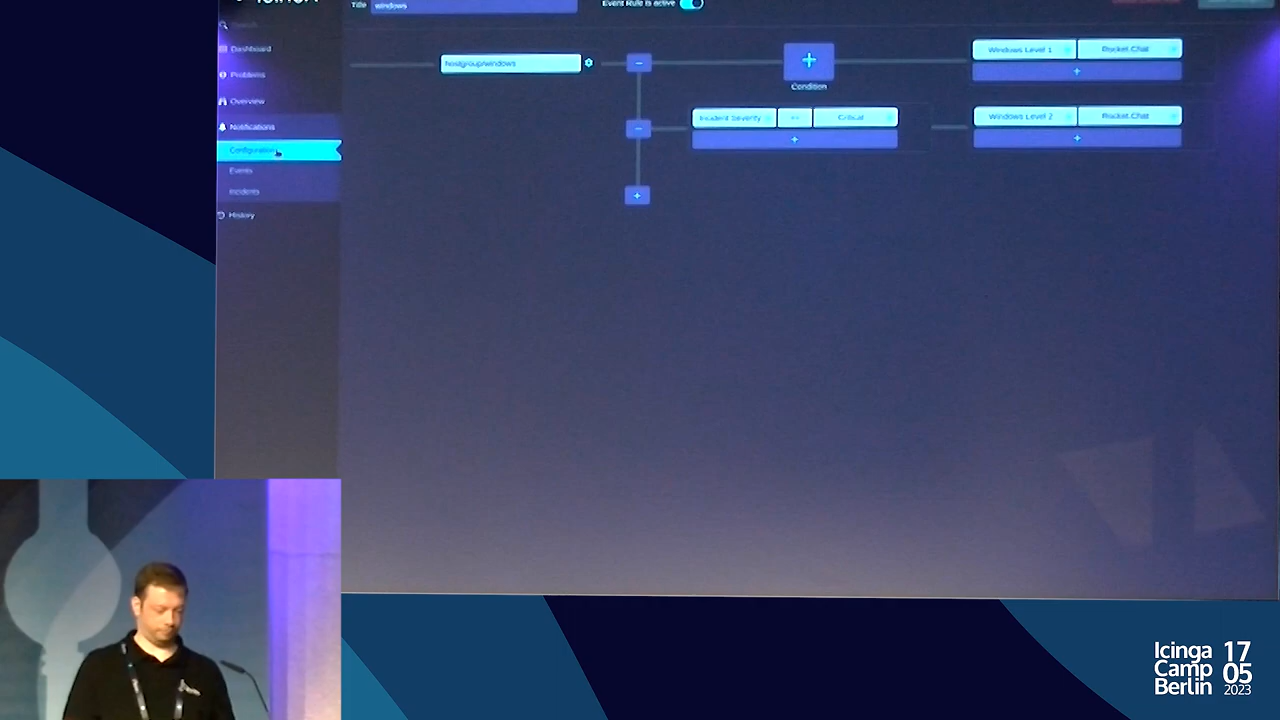 Title
windows
Event Rule is active
Search
Dashboard
Problems
Overview
Notifications
Configuration
Events
Incidents
History
hostgroup/windows
Condition
Windows Level 1
Rocket.Chat
Incident Severity
Critical
Windows Level 2
Rocket.Chat
Icinga
Camp
Berlin
17
05
2023